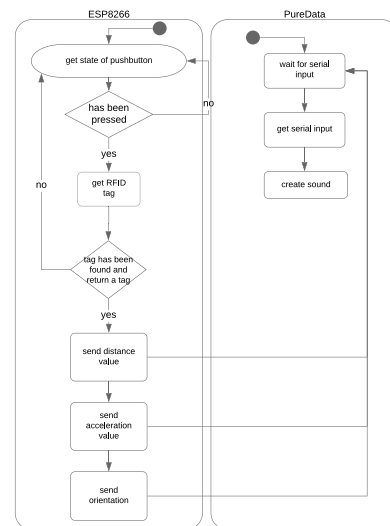 ESP8266
PureData
get state of pushbutton
has been
pressed
no
yes
get RFID
tag
no
tag has been
found and
return a tag
yes
send distance
value
send
acceleration
value
send
orientation
wait for serial
input
get serial input
create sound